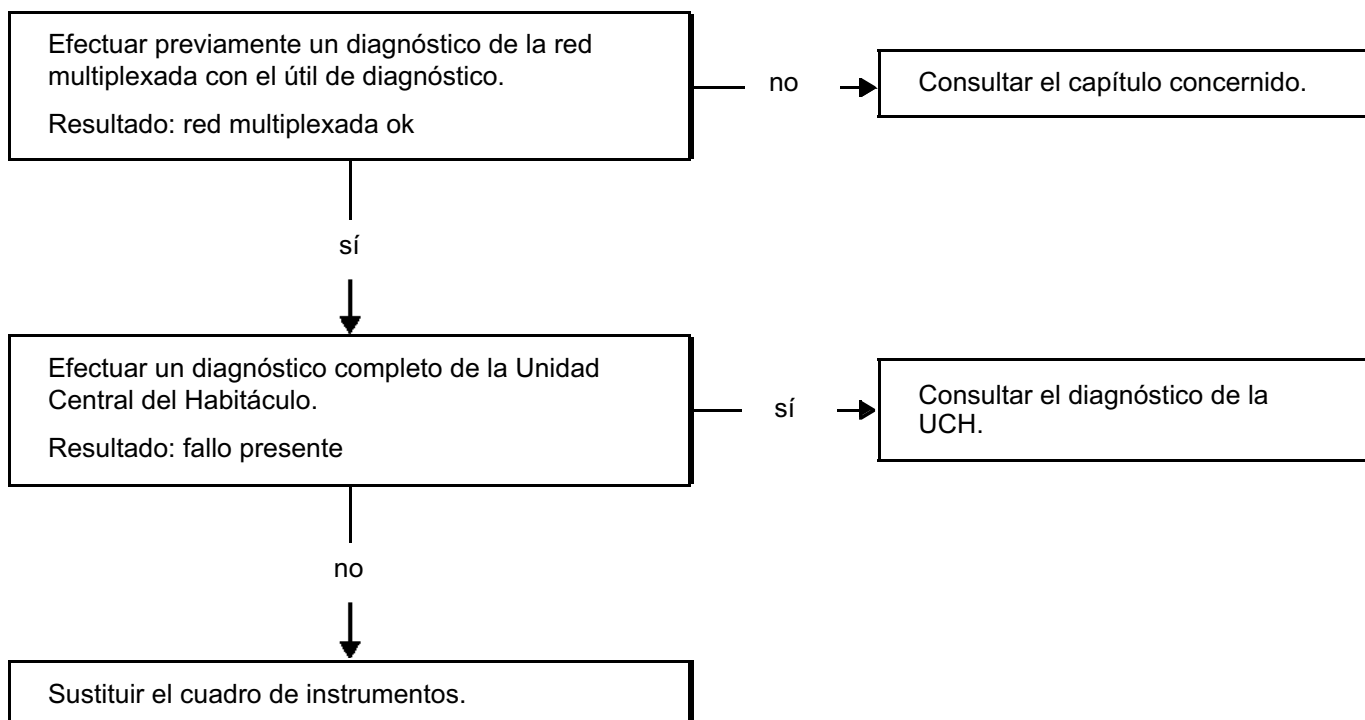 Efectuar previamente un diagnóstico de la red
multiplexada con el útil de diagnóstico.
Resultado: red multiplexada ok
no
Consultar el capítulo concernido.
sí
Efectuar un diagnóstico completo de la Unidad
Central del Habitáculo.
Resultado: fallo presente
sí
Consultar el diagnóstico de la
UCH.
no
Sustituir el cuadro de instrumentos.